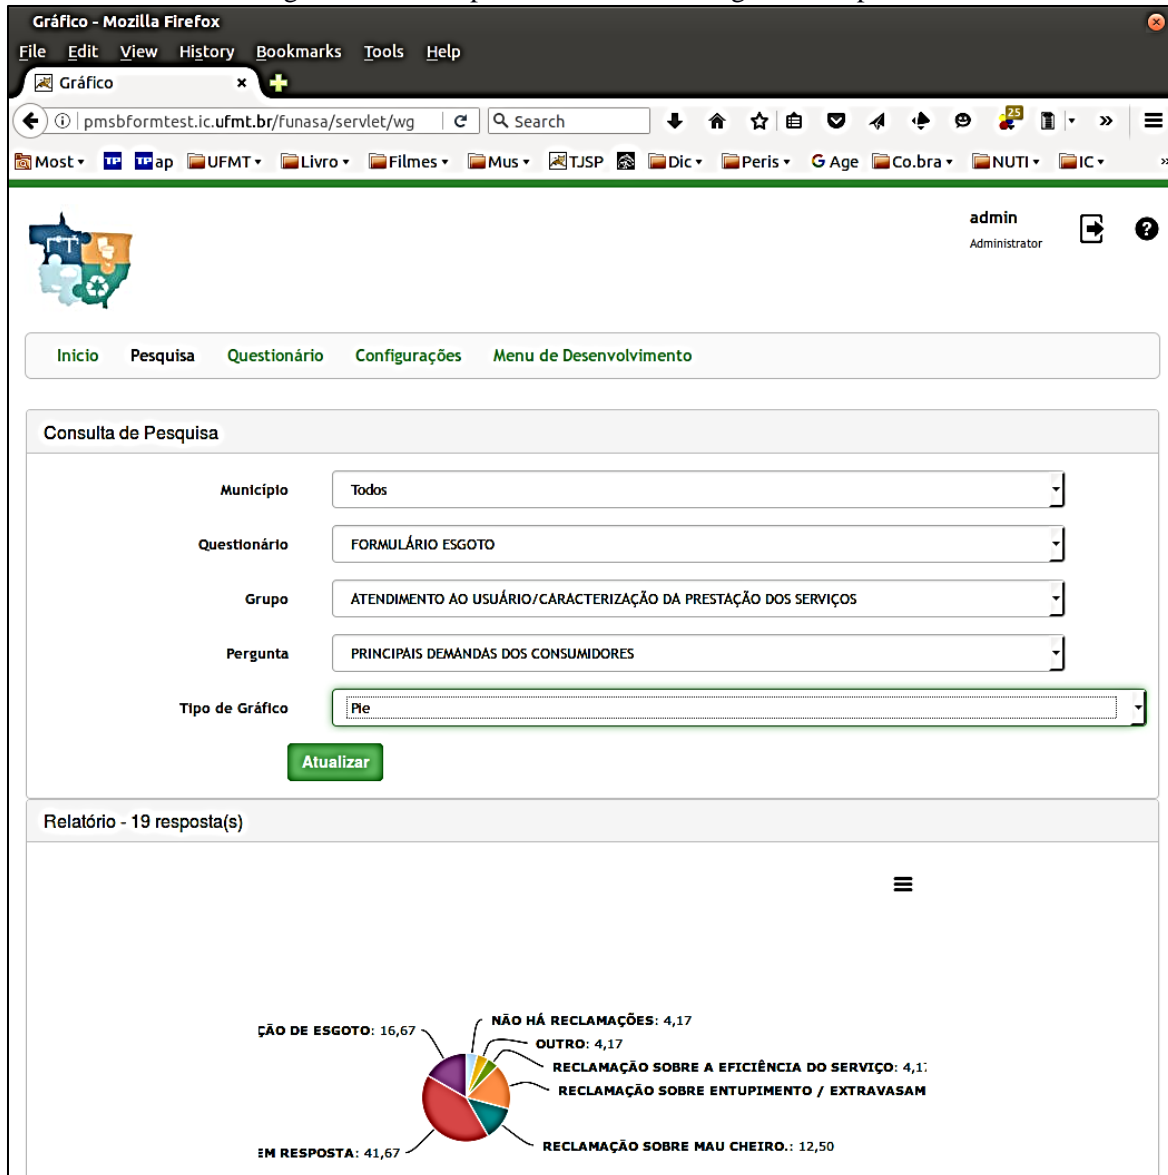 Gráfico - Mozilla Firefox
File Edit View History Bookmarks Tools Help
Gráfico
pmsbformtest.ic.ufmt.br/funasa/servlet/wg Search 25
Most TP TP ap UFMT Livro Filmes Mus TJSP Dic Peris G Age Co.bra NUTI IC
admin
Administrator
Inicio Pesquisa Questionário Configurações Menu de Desenvolvimento
Consulta de Pesquisa
Município Todos
Questionário FORMULÁRIO ESGOTO
Grupo ATENDIMENTO AO USUÁRIO/CARACTERIZAÇÃO DA PRESTAÇÃO DOS SERVIÇOS
Pergunta PRINCIPAIS DEMANDAS DOS CONSUMIDORES
Tipo de Gráfico Pie
Atualizar
Relatório - 19 resposta(s)
NÃO HÁ RECLAMAÇÕES: 4,17
ÇÃO DE ESGOTO: 16,67
OUTRO: 4,17
RECLAMAÇÃO SOBRE A EFICIÊNCIA DO SERVIÇO: 4,1
RECLAMAÇÃO SOBRE ENTUPIMENTO / EXTRAVASAM
RECLAMAÇÃO SOBRE MAU CHEIRO.: 12,50
EM RESPOSTA: 41,67